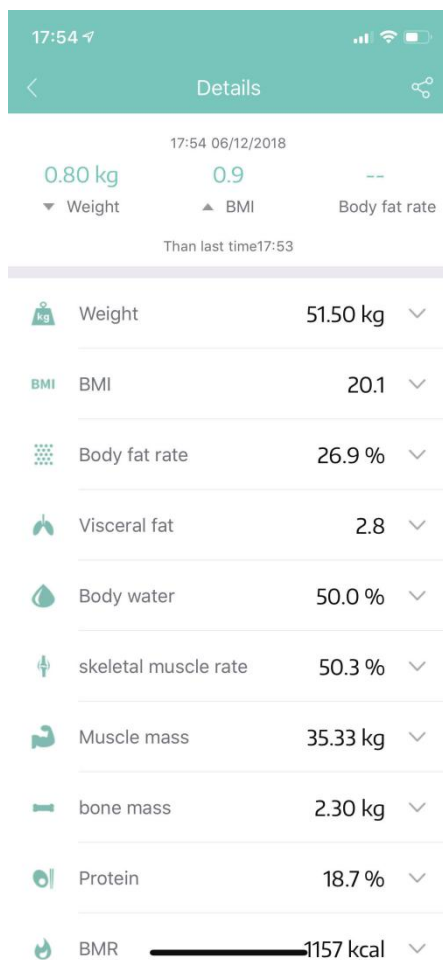 17:54
Details
17:54 06/12/2018
0.80 kg 0.9 --
Weight BMI Body fat rate
Than last time17:53
kg Weight 51.50 kg
BMI BMI 20.1
Body fat rate 26.9 %
Visceral fat 2.8
Body water 50.0 %
skeletal muscle rate 50.3 %
Muscle mass 35.33 kg
bone mass 2.30 kg
Protein 18.7 %
BMR 1157 kcal